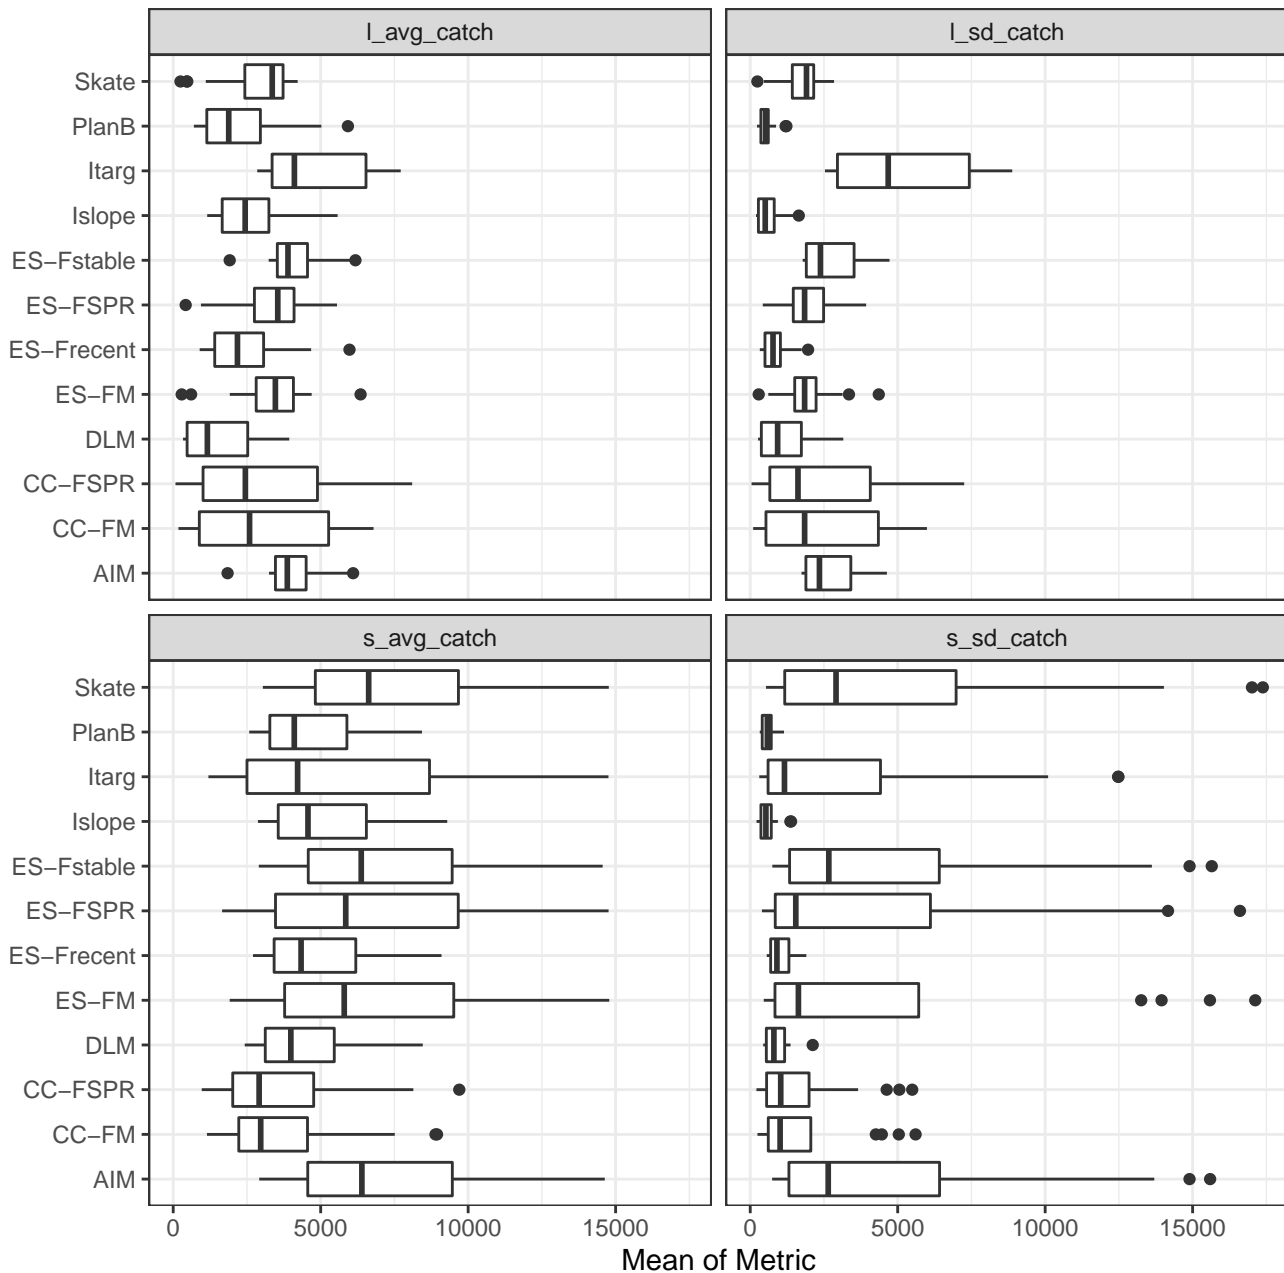 l_avg_catch
l_sd_catch
Skate
PlanB
Itarg
Islope
ES−Fstable
ES−FSPR
ES−Frecent
ES−FM
DLM
CC−FSPR
CC−FM
AIM
s_avg_catch
s_sd_catch
Skate
PlanB
Itarg
Islope
ES−Fstable
ES−FSPR
ES−Frecent
ES−FM
DLM
CC−FSPR
CC−FM
AIM
0 5000 10000 15000 0 5000 10000 15000
Mean of Metric